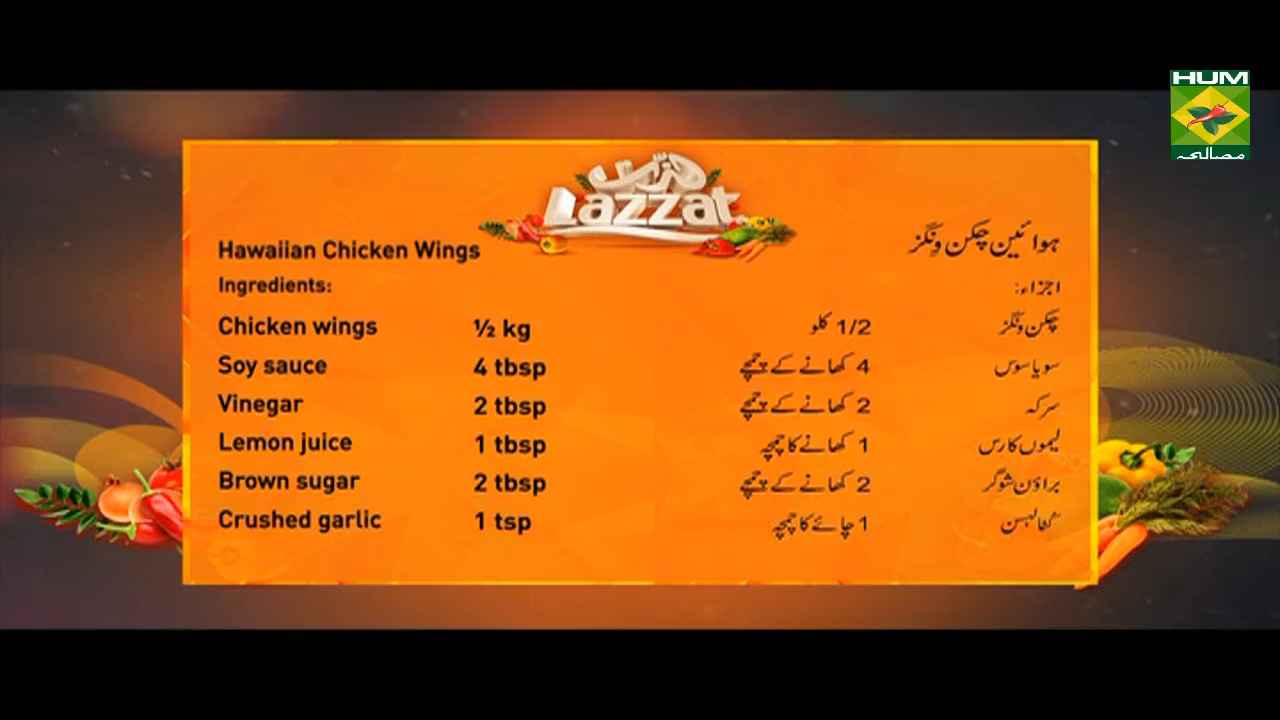 HUM
مصالحہ
لذت
Lazzat
Hawaiian Chicken Wings ہوائین چکن ونگز
Ingredients: اجزاء:
Chicken wings ½ kg 1/2 کلو چکن ونگز
Soy sauce 4 tbsp 4 کھانے کے چمچے سویا سوس
Vinegar 2 tbsp 2 کھانے کے چمچے سرکہ
Lemon juice 1 tbsp 1 کھانے کا چمچہ لیموں کا رس
Brown sugar 2 tbsp 2 کھانے کے چمچے براؤن شوگر
Crushed garlic 1 tsp 1 چائے کا چمچہ کٹا لہسن